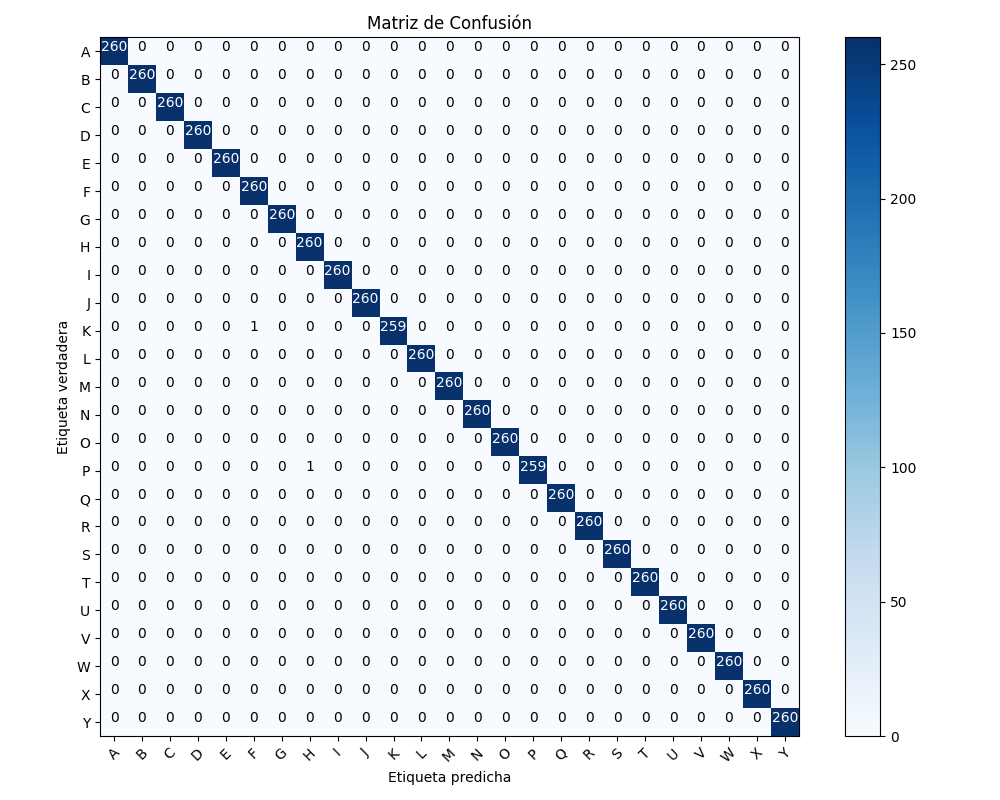 Matriz de Confusión
A 260 0 0 0 0 0 0 0 0 0 0 0 0 0 0 0 0 0 0 0 0 0 0 0 0
B 0 260 0 0 0 0 0 0 0 0 0 0 0 0 0 0 0 0 0 0 0 0 0 0 0
C 0 0 260 0 0 0 0 0 0 0 0 0 0 0 0 0 0 0 0 0 0 0 0 0 0
D 0 0 0 260 0 0 0 0 0 0 0 0 0 0 0 0 0 0 0 0 0 0 0 0 0
E 0 0 0 0 260 0 0 0 0 0 0 0 0 0 0 0 0 0 0 0 0 0 0 0 0
F 0 0 0 0 0 260 0 0 0 0 0 0 0 0 0 0 0 0 0 0 0 0 0 0 0
G 0 0 0 0 0 0 260 0 0 0 0 0 0 0 0 0 0 0 0 0 0 0 0 0 0
H 0 0 0 0 0 0 0 260 0 0 0 0 0 0 0 0 0 0 0 0 0 0 0 0 0
I 0 0 0 0 0 0 0 0 260 0 0 0 0 0 0 0 0 0 0 0 0 0 0 0 0
J 0 0 0 0 0 0 0 0 0 260 0 0 0 0 0 0 0 0 0 0 0 0 0 0 0
K 0 0 0 0 0 1 0 0 0 0 259 0 0 0 0 0 0 0 0 0 0 0 0 0 0
L 0 0 0 0 0 0 0 0 0 0 0 260 0 0 0 0 0 0 0 0 0 0 0 0 0
M 0 0 0 0 0 0 0 0 0 0 0 0 260 0 0 0 0 0 0 0 0 0 0 0 0
N 0 0 0 0 0 0 0 0 0 0 0 0 0 260 0 0 0 0 0 0 0 0 0 0 0
O 0 0 0 0 0 0 0 0 0 0 0 0 0 0 260 0 0 0 0 0 0 0 0 0 0
P 0 0 0 0 0 0 0 1 0 0 0 0 0 0 0 259 0 0 0 0 0 0 0 0 0
Q 0 0 0 0 0 0 0 0 0 0 0 0 0 0 0 0 260 0 0 0 0 0 0 0 0
R 0 0 0 0 0 0 0 0 0 0 0 0 0 0 0 0 0 260 0 0 0 0 0 0 0
S 0 0 0 0 0 0 0 0 0 0 0 0 0 0 0 0 0 0 260 0 0 0 0 0 0
T 0 0 0 0 0 0 0 0 0 0 0 0 0 0 0 0 0 0 0 260 0 0 0 0 0
U 0 0 0 0 0 0 0 0 0 0 0 0 0 0 0 0 0 0 0 0 260 0 0 0 0
V 0 0 0 0 0 0 0 0 0 0 0 0 0 0 0 0 0 0 0 0 0 260 0 0 0
W 0 0 0 0 0 0 0 0 0 0 0 0 0 0 0 0 0 0 0 0 0 0 260 0 0
X 0 0 0 0 0 0 0 0 0 0 0 0 0 0 0 0 0 0 0 0 0 0 0 260 0
Y 0 0 0 0 0 0 0 0 0 0 0 0 0 0 0 0 0 0 0 0 0 0 0 0 260
A B C D E F G H I J K L M N O P Q R S T U V W X Y
Etiqueta predicha
Etiqueta verdadera
250
200
150
100
50
0